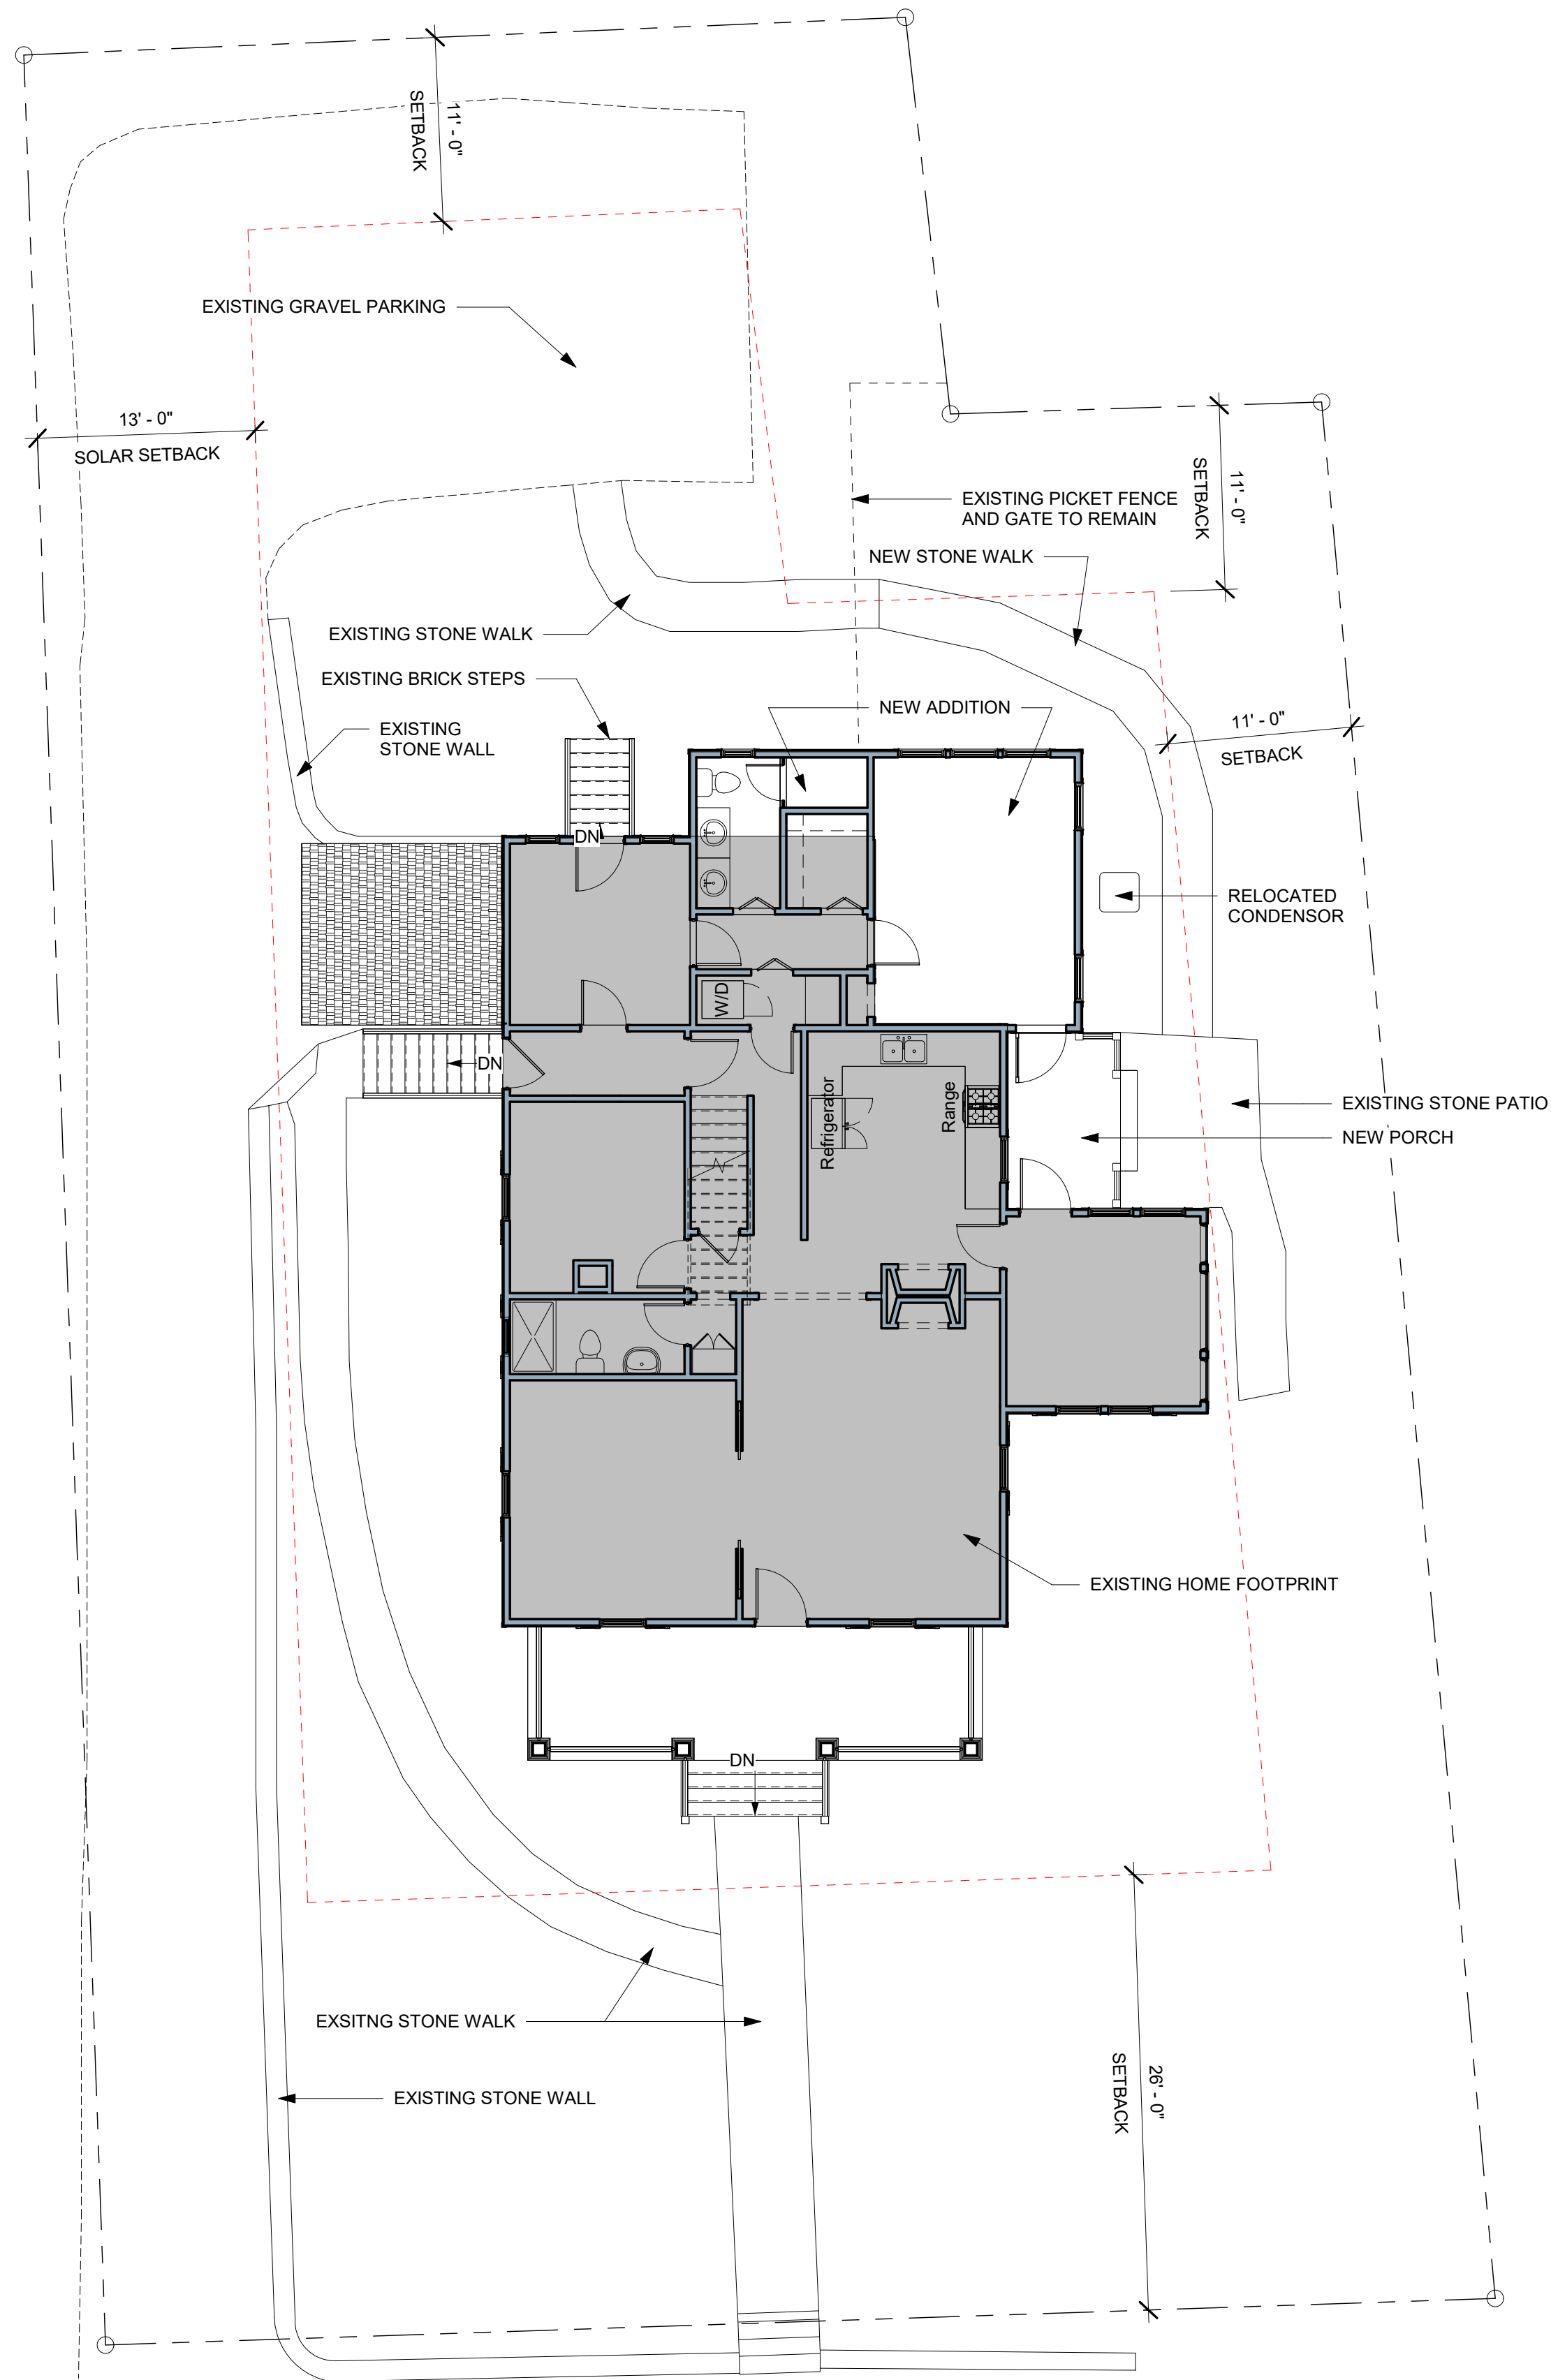 11' - 0"
SETBACK
EXISTING GRAVEL PARKING
13' - 0"
SOLAR SETBACK
11' - 0"
SETBACK
EXISTING PICKET FENCE
AND GATE TO REMAIN
NEW STONE WALK
EXISTING STONE WALK
EXISTING BRICK STEPS
NEW ADDITION
EXISTING
STONE WALL
11' - 0"
SETBACK
DN
RELOCATED
CONDENSOR
W/D
DN
Refrigerator
Range
EXISTING STONE PATIO
NEW PORCH
EXISTING HOME FOOTPRINT
DN
EXSITNG STONE WALK
EXISTING STONE WALL
26' - 0"
SETBACK